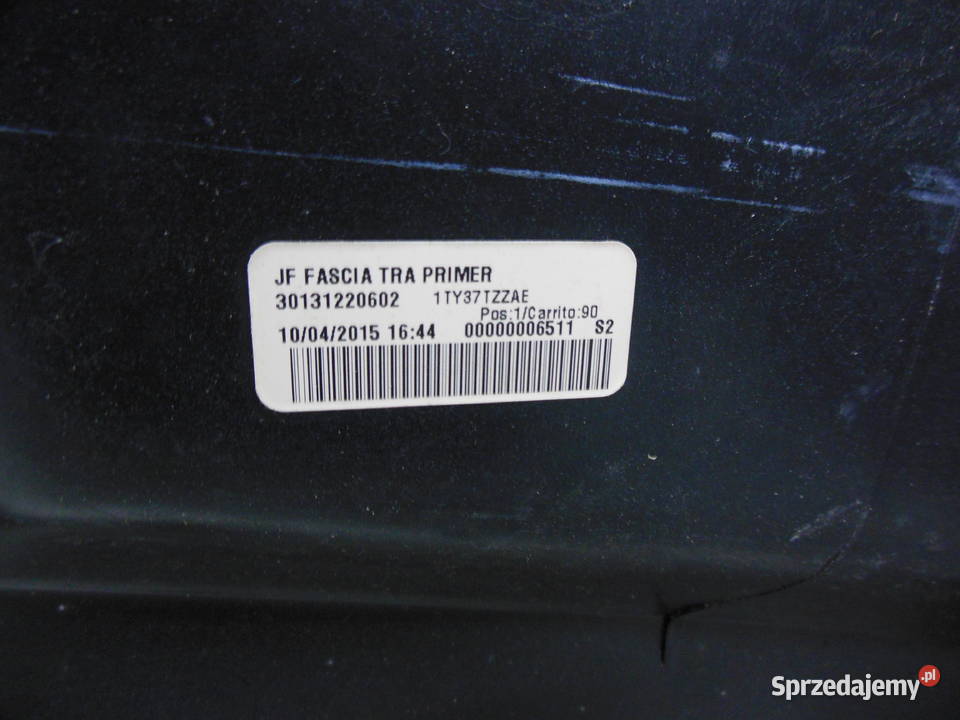 JF FASCIA TRA PRIMER
30131220602 1TY37TZZAE
Pos:1/Carrito:90
10/04/2015 16:44 00000006511 S2
Sprzedajemy.pl